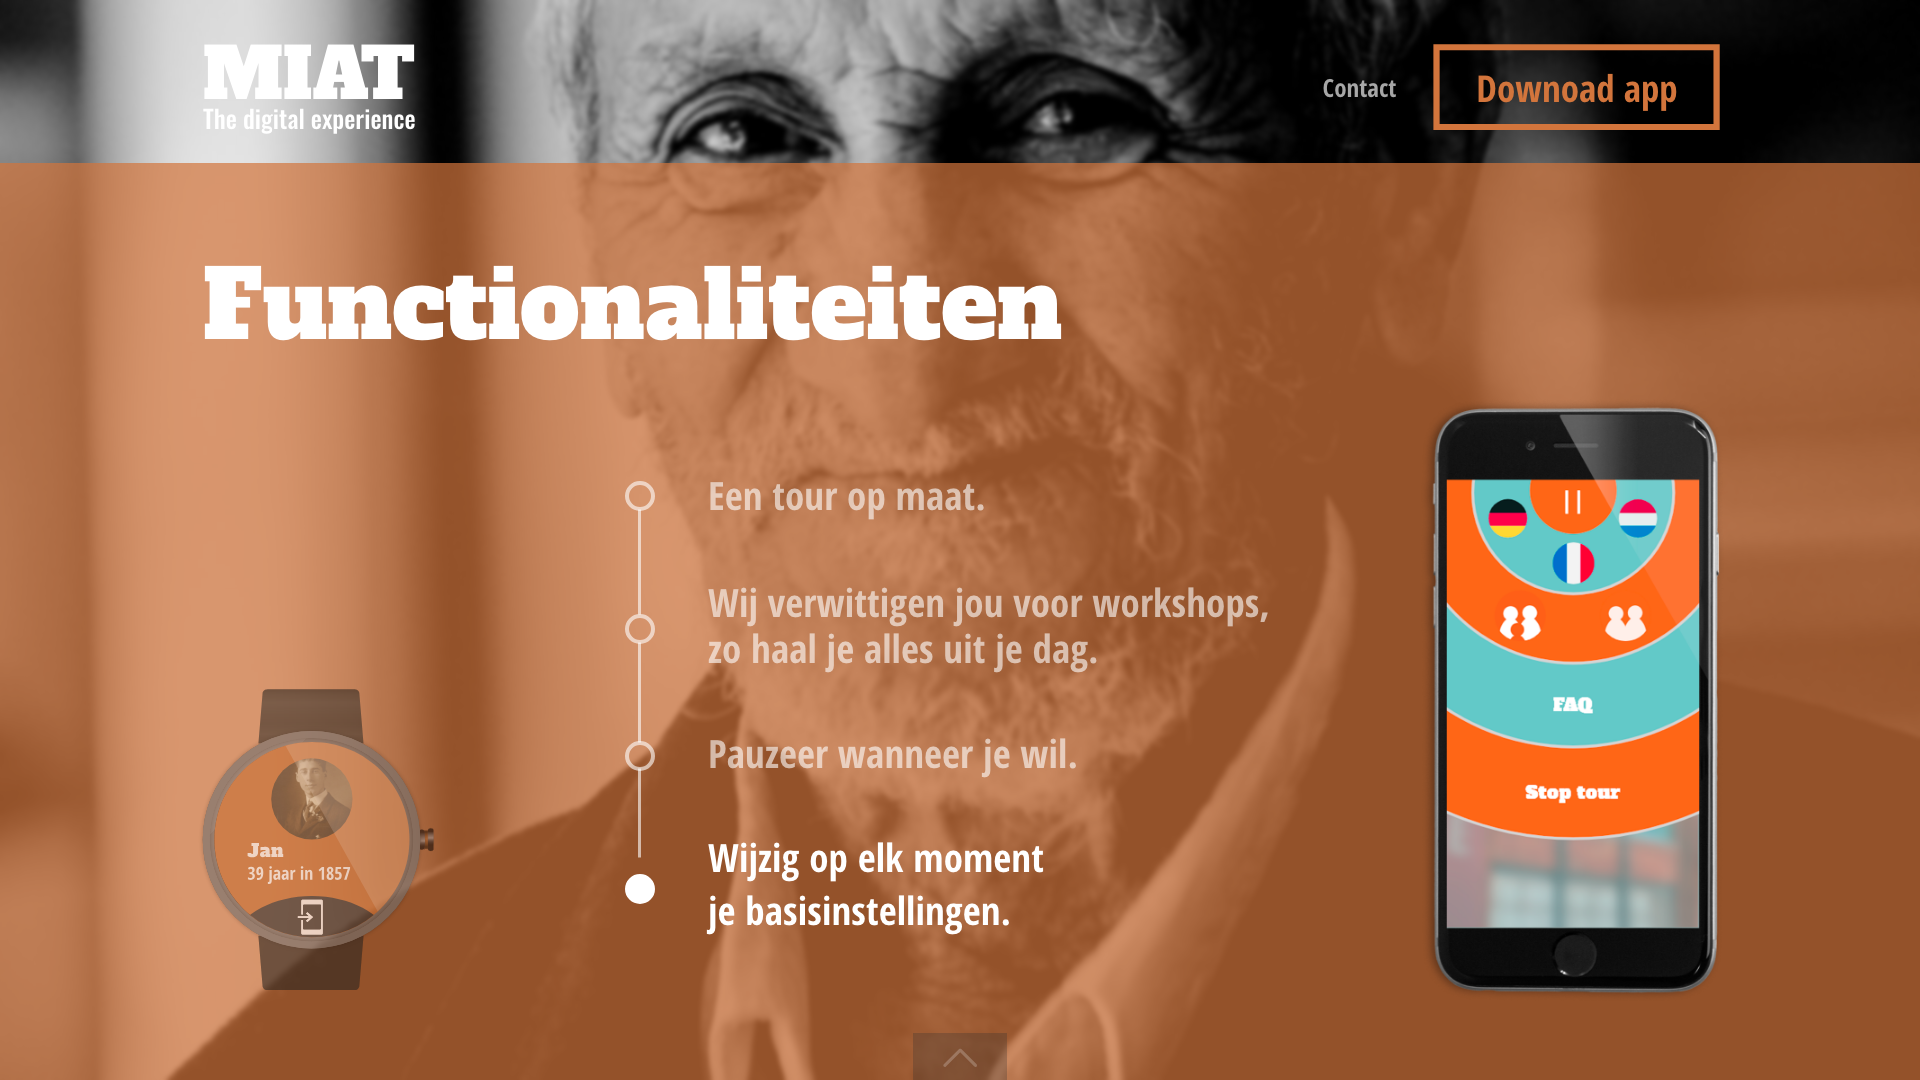 MIAT
The digital experience
Contact
Downoad app
Functionaliteiten
Een tour op maat.
Wij verwittigen jou voor workshops,
zo haal je alles uit je dag.
Pauzeer wanneer je wil.
Wijzig op elk moment
je basisinstellingen.
Jan
39 jaar in 1857
FAQ
Stop tour